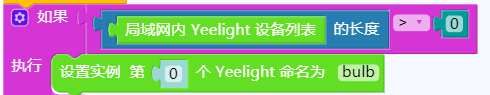 如果 局域网内 Yeelight 设备列表 的长度 > 0
执行 设置实例 第 0 个 Yeelight 命名为 bulb